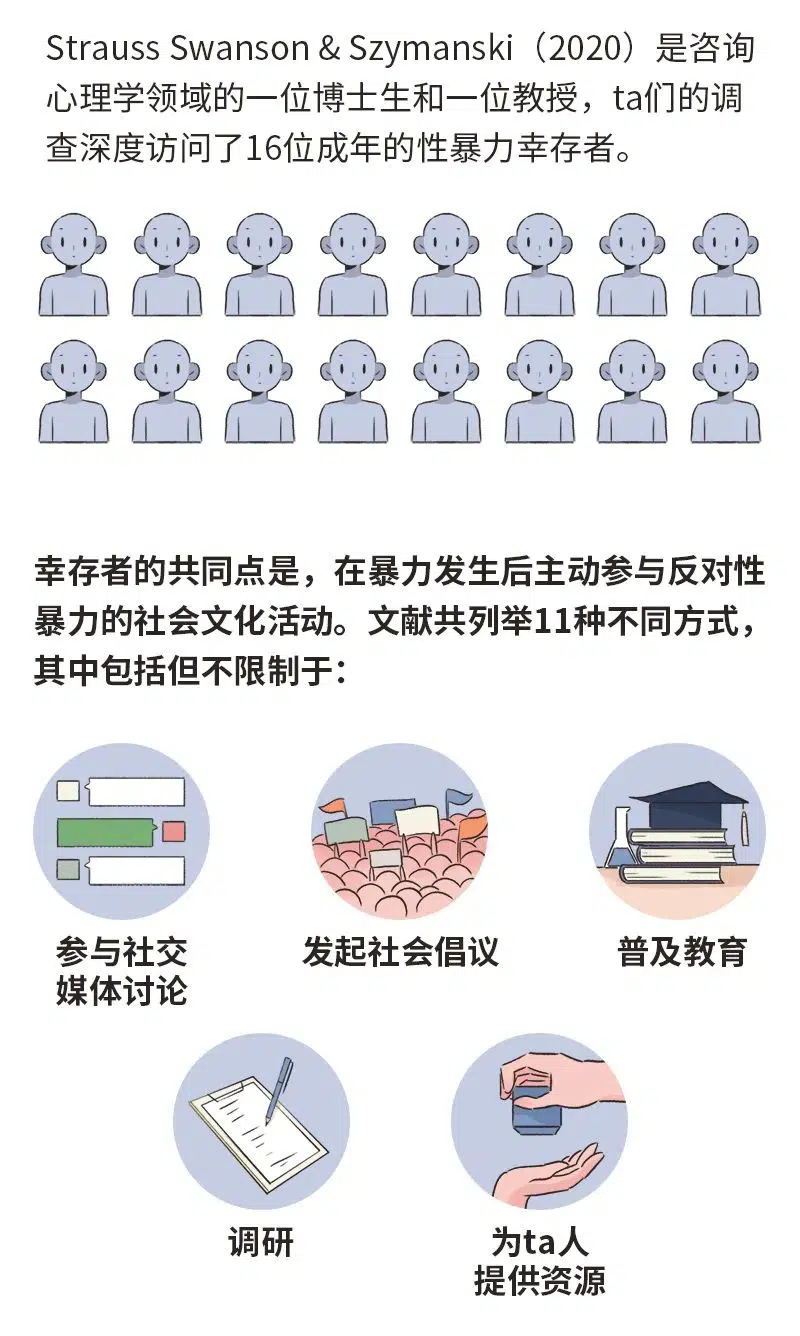 Strauss Swanson & Szymanski（2020）是咨询
心理学领域的一位博士生和一位教授，ta们的调
查深度访问了16位成年的性暴力幸存者。
幸存者的共同点是，在暴力发生后主动参与反对性
暴力的社会文化活动。文献共列举11种不同方式，
其中包括但不限制于：
参与社交
媒体讨论
发起社会倡议
普及教育
调研
为ta人
提供资源